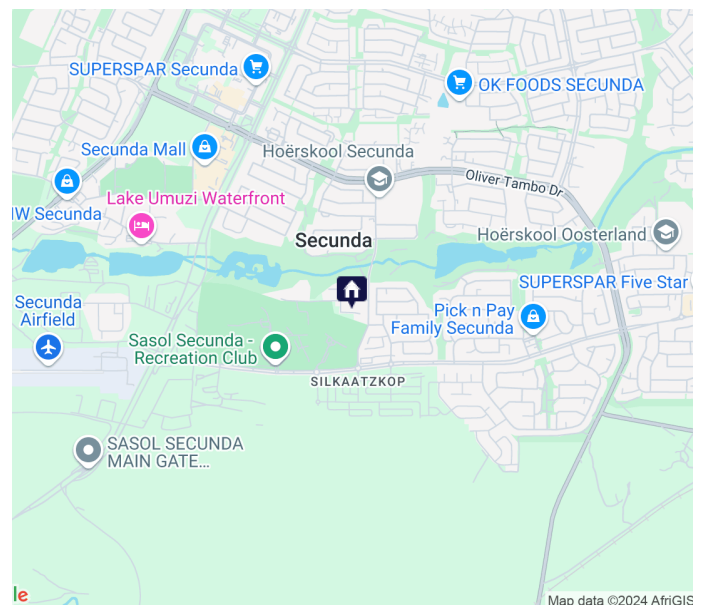 SUPERSPAR Secunda
OK FOODS SECUNDA
Secunda Mall
Hoërskool Secunda
Oliver Tambo Dr
Lake Umuzi Waterfront
IW Secunda
Secunda
Hoërskool Oosterland
SUPERSPAR Five Star
Secunda
Airfield
Pick n Pay
Family Secunda
Sasol Secunda -
Recreation Club
SILKAATZKOP
SASOL SECUNDA
MAIN GATE...
le
Map data ©2024 AfriGIS